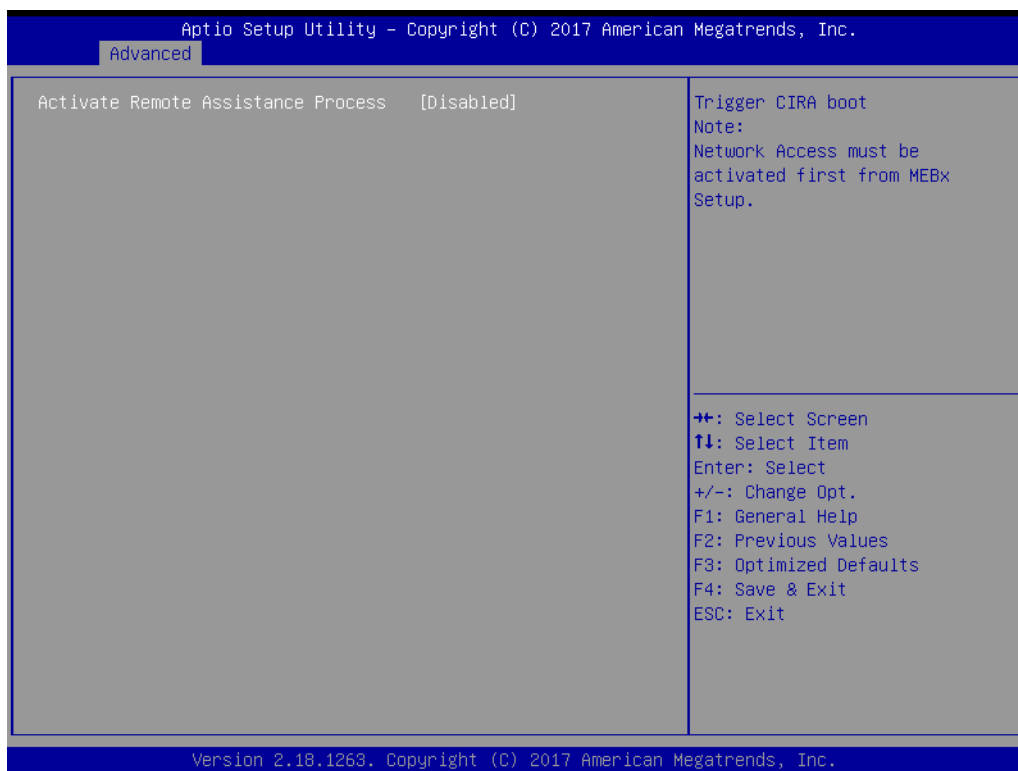 Aptio Setup Utility – Copyright (C) 2017 American Megatrends, Inc.
Advanced
Activate Remote Assistance Process [Disabled]
Trigger CIRA boot
Note:
Network Access must be
activated first from MEBx
Setup.
→←: Select Screen
↑↓: Select Item
Enter: Select
+/-: Change Opt.
F1: General Help
F2: Previous Values
F3: Optimized Defaults
F4: Save & Exit
ESC: Exit
Version 2.18.1263. Copyright (C) 2017 American Megatrends, Inc.